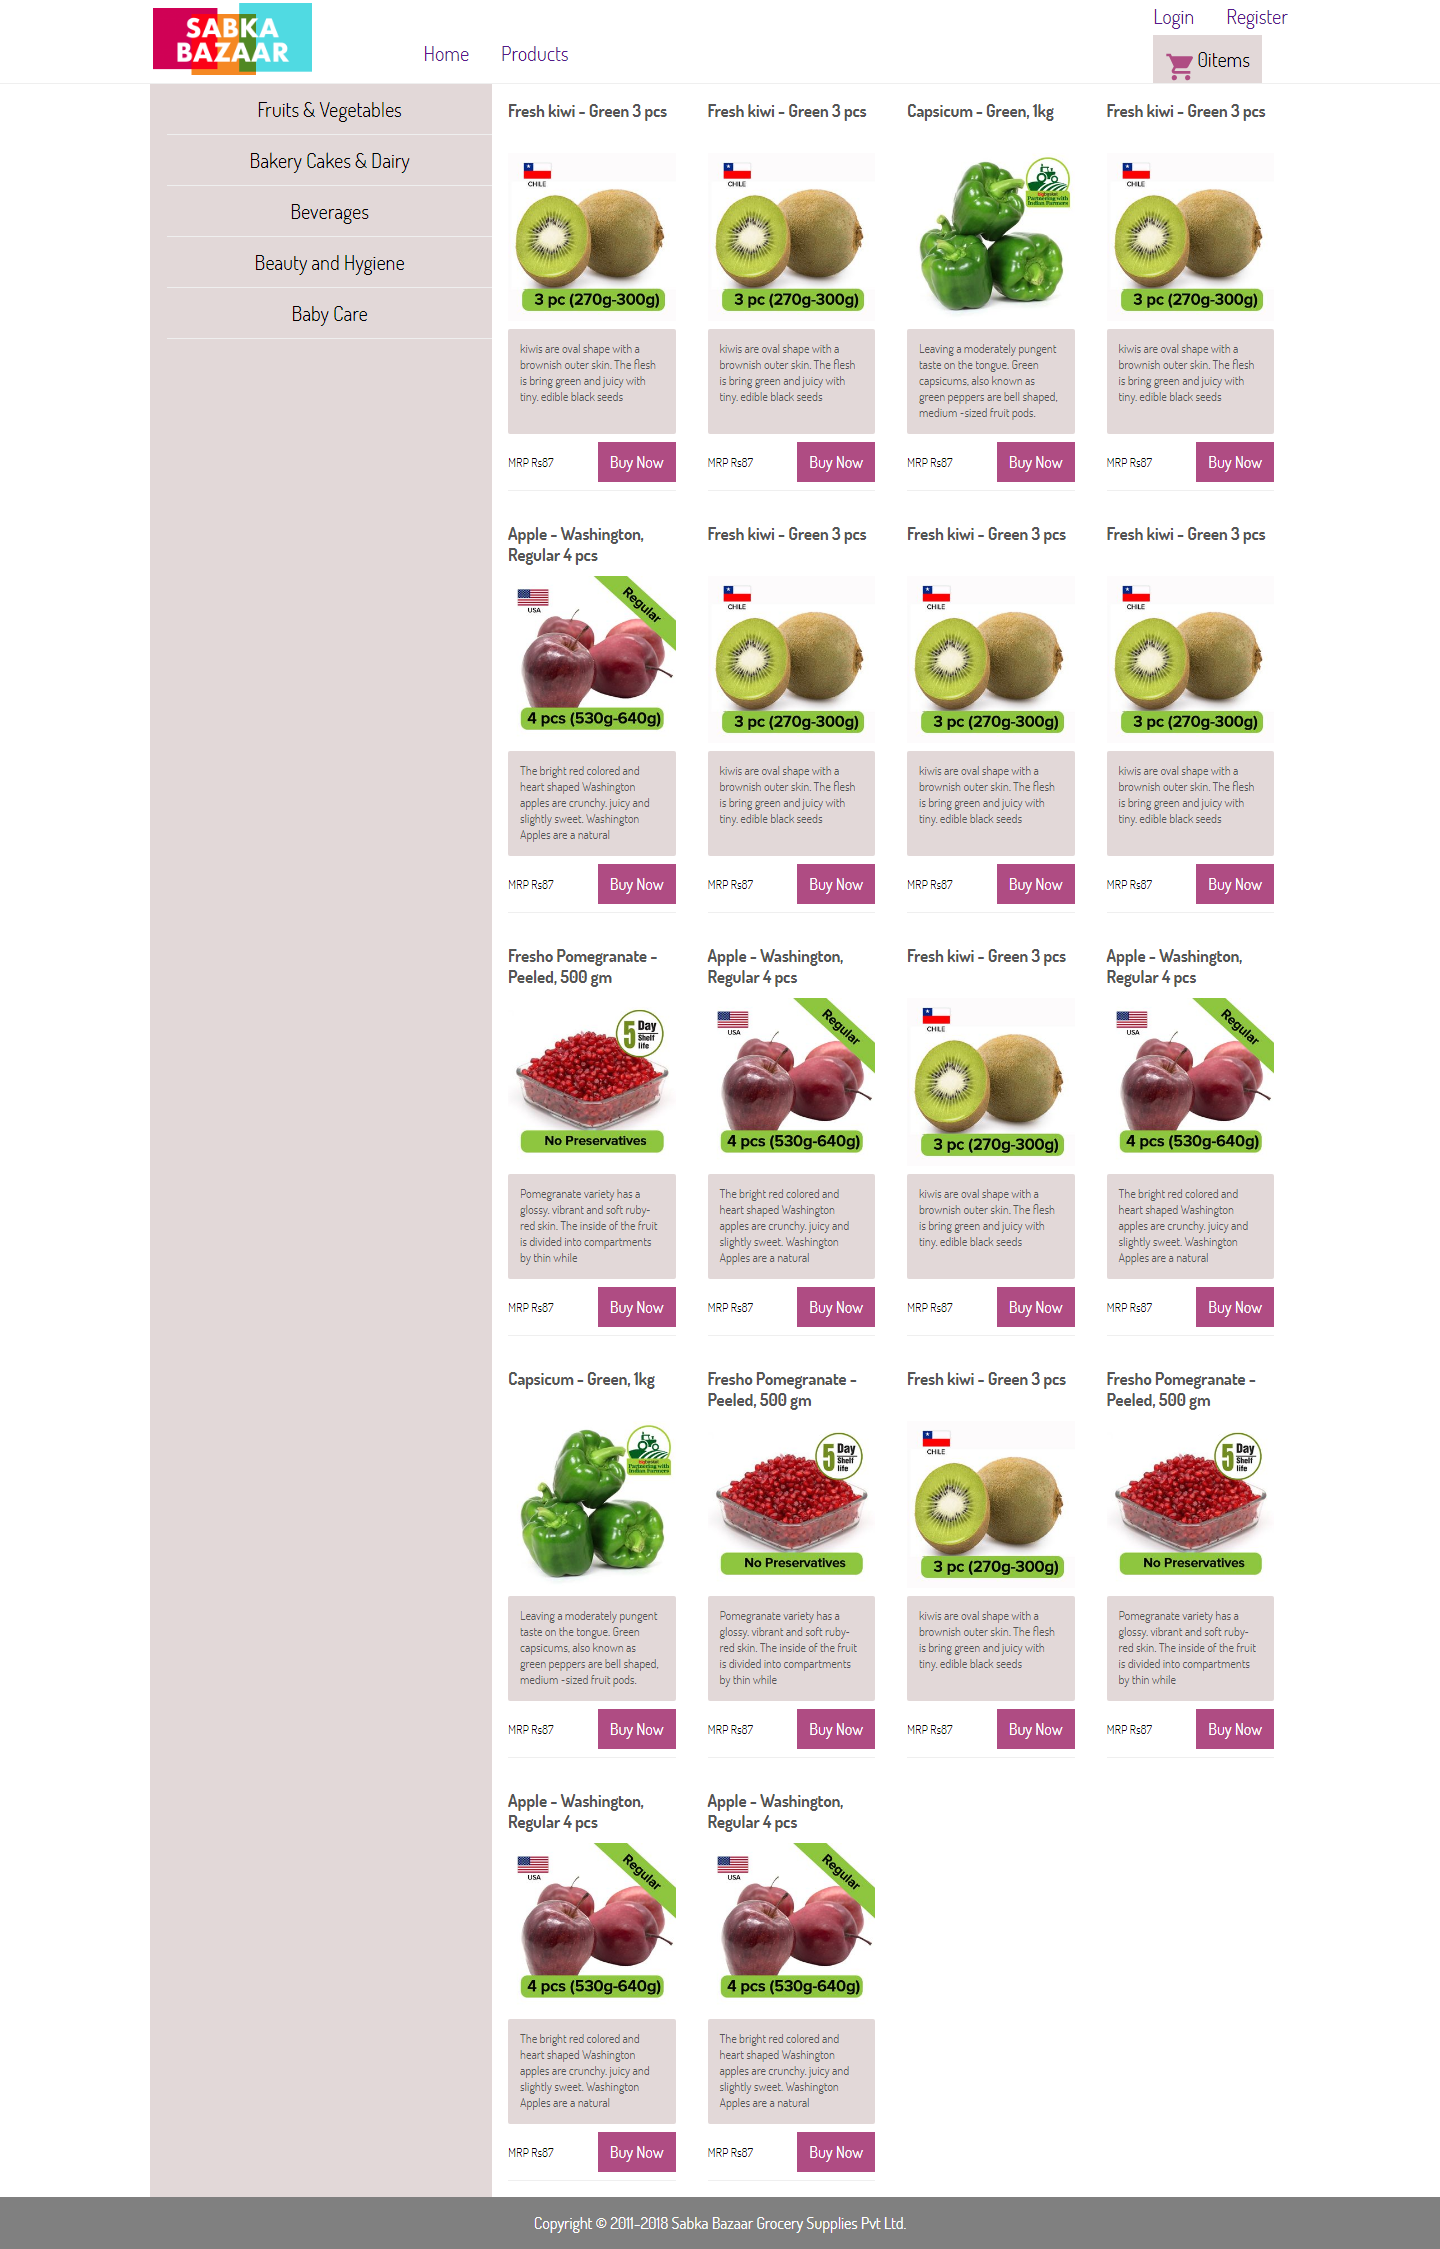 SABKA
BAZAAR
Home
Products
Login
Register
0items
Fruits & Vegetables
Bakery Cakes & Dairy
Beverages
Beauty and Hygiene
Baby Care
Fresh kiwi - Green 3 pcs
CHILE
3 pc (270g-300g)
kiwis are oval shape with a
brownish outer skin. The flesh
is bring green and juicy with
tiny, edible black seeds
MRP Rs87
Buy Now
Fresh kiwi - Green 3 pcs
CHILE
3 pc (270g-300g)
kiwis are oval shape with a
brownish outer skin. The flesh
is bring green and juicy with
tiny, edible black seeds
MRP Rs87
Buy Now
Capsicum - Green, 1kg
Partnering with
Indian Farmers
Leaving a moderately pungent
taste on the tongue. Green
capsicums, also known as
green peppers are bell shaped,
medium -sized fruit pods.
MRP Rs87
Buy Now
Fresh kiwi - Green 3 pcs
CHILE
3 pc (270g-300g)
kiwis are oval shape with a
brownish outer skin. The flesh
is bring green and juicy with
tiny, edible black seeds
MRP Rs87
Buy Now
Apple - Washington,
Regular 4 pcs
USA
Regular
4 pcs (530g-640g)
The bright red colored and
heart shaped Washington
apples are crunchy, juicy and
slightly sweet. Washington
Apples are a natural
MRP Rs87
Buy Now
Fresh kiwi - Green 3 pcs
CHILE
3 pc (270g-300g)
kiwis are oval shape with a
brownish outer skin. The flesh
is bring green and juicy with
tiny, edible black seeds
MRP Rs87
Buy Now
Fresh kiwi - Green 3 pcs
CHILE
3 pc (270g-300g)
kiwis are oval shape with a
brownish outer skin. The flesh
is bring green and juicy with
tiny, edible black seeds
MRP Rs87
Buy Now
Fresh kiwi - Green 3 pcs
CHILE
3 pc (270g-300g)
kiwis are oval shape with a
brownish outer skin. The flesh
is bring green and juicy with
tiny, edible black seeds
MRP Rs87
Buy Now
Fresho Pomegranate -
Peeled, 500 gm
5 Day
Shelf
life
No Preservatives
Pomegranate variety has a
glossy, vibrant and soft ruby-
red skin. The inside of the fruit
is divided into compartments
by thin while
MRP Rs87
Buy Now
Apple - Washington,
Regular 4 pcs
USA
Regular
4 pcs (530g-640g)
The bright red colored and
heart shaped Washington
apples are crunchy, juicy and
slightly sweet. Washington
Apples are a natural
MRP Rs87
Buy Now
Fresh kiwi - Green 3 pcs
CHILE
3 pc (270g-300g)
kiwis are oval shape with a
brownish outer skin. The flesh
is bring green and juicy with
tiny, edible black seeds
MRP Rs87
Buy Now
Apple - Washington,
Regular 4 pcs
USA
Regular
4 pcs (530g-640g)
The bright red colored and
heart shaped Washington
apples are crunchy, juicy and
slightly sweet. Washington
Apples are a natural
MRP Rs87
Buy Now
Capsicum - Green, 1kg
Partnering with
Indian Farmers
Leaving a moderately pungent
taste on the tongue. Green
capsicums, also known as
green peppers are bell shaped,
medium -sized fruit pods.
MRP Rs87
Buy Now
Fresho Pomegranate -
Peeled, 500 gm
5 Day
Shelf
life
No Preservatives
Pomegranate variety has a
glossy, vibrant and soft ruby-
red skin. The inside of the fruit
is divided into compartments
by thin while
MRP Rs87
Buy Now
Fresh kiwi - Green 3 pcs
CHILE
3 pc (270g-300g)
kiwis are oval shape with a
brownish outer skin. The flesh
is bring green and juicy with
tiny, edible black seeds
MRP Rs87
Buy Now
Fresho Pomegranate -
Peeled, 500 gm
5 Day
Shelf
life
No Preservatives
Pomegranate variety has a
glossy, vibrant and soft ruby-
red skin. The inside of the fruit
is divided into compartments
by thin while
MRP Rs87
Buy Now
Apple - Washington,
Regular 4 pcs
USA
Regular
4 pcs (530g-640g)
The bright red colored and
heart shaped Washington
apples are crunchy, juicy and
slightly sweet. Washington
Apples are a natural
MRP Rs87
Buy Now
Apple - Washington,
Regular 4 pcs
USA
Regular
4 pcs (530g-640g)
The bright red colored and
heart shaped Washington
apples are crunchy, juicy and
slightly sweet. Washington
Apples are a natural
MRP Rs87
Buy Now
Copyright © 2011-2018 Sabka Bazaar Grocery Supplies Pvt Ltd.